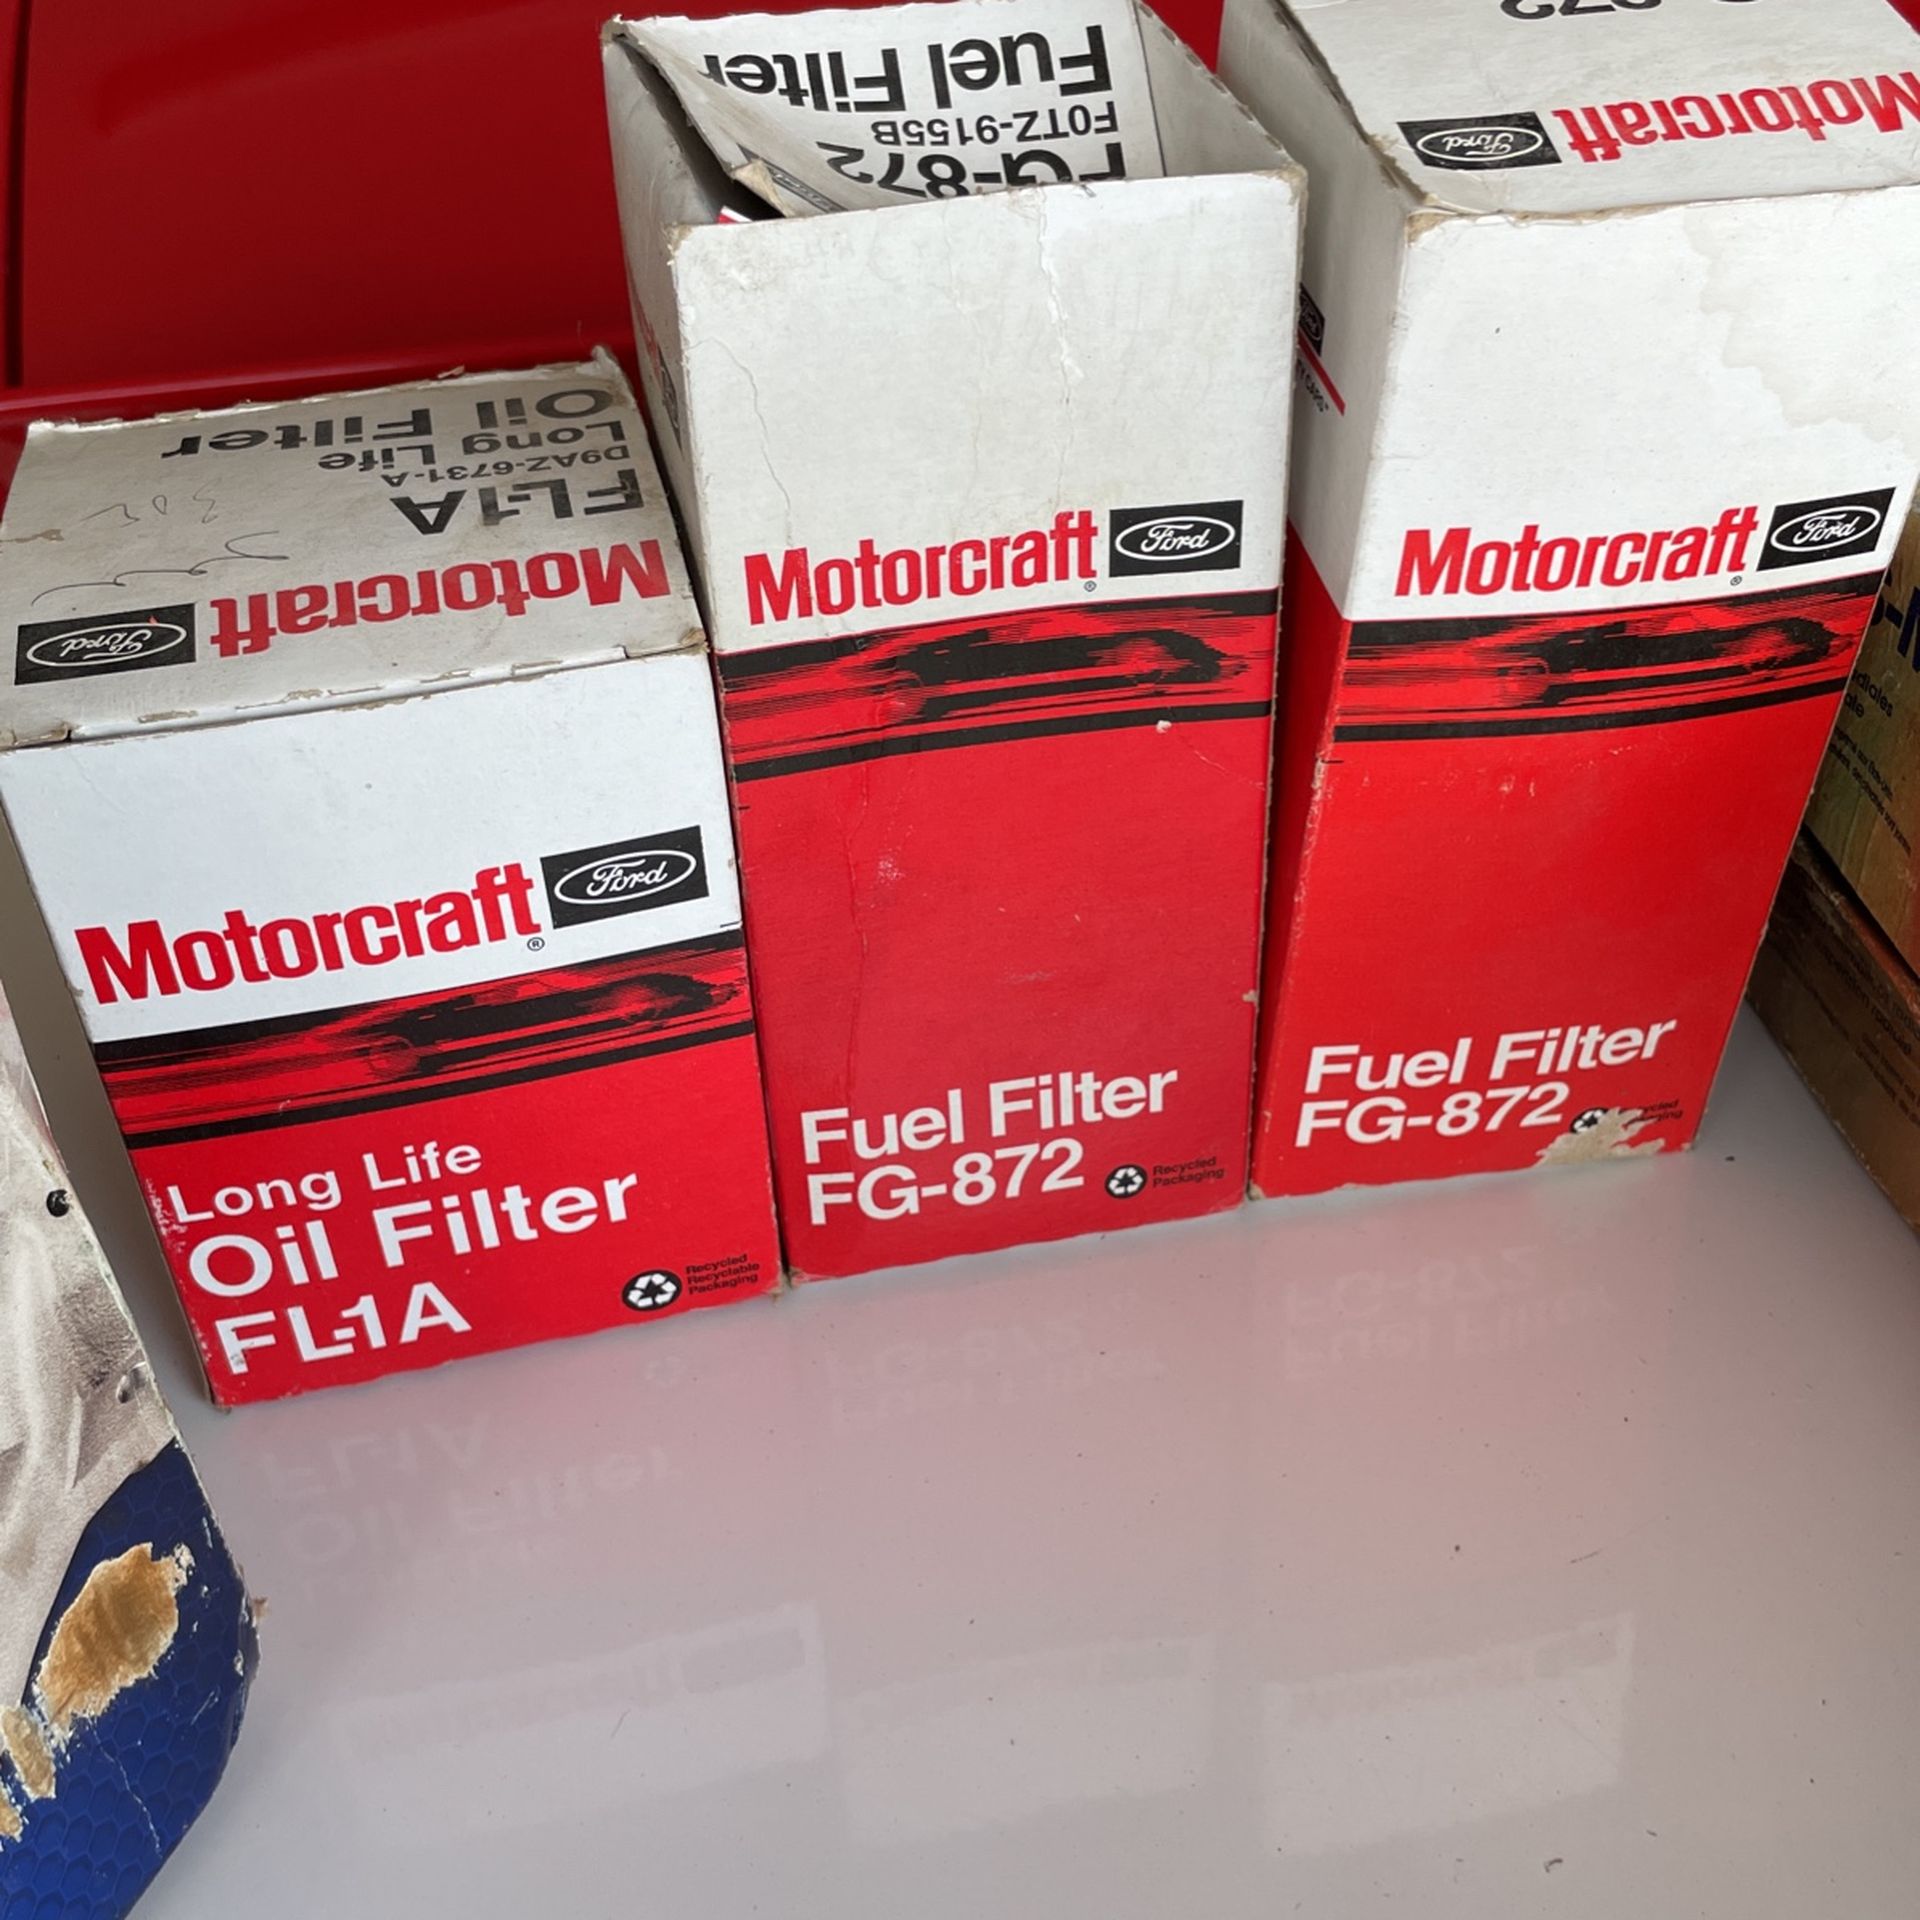 Motorcraft
Ford
FL-1A
D9AZ-6731-A
Long Life
Oil Filter
Motorcraft®
Ford
Long Life
Oil Filter
FL-1A
Recycled
Recyclable
Packaging
FG-872
F0TZ-9155B
Fuel Filter
Motorcraft®
Ford
Fuel Filter
FG-872
Recycled
Packaging
Motorcraft
Ford
Motorcraft®
Ford
Fuel Filter
FG-872